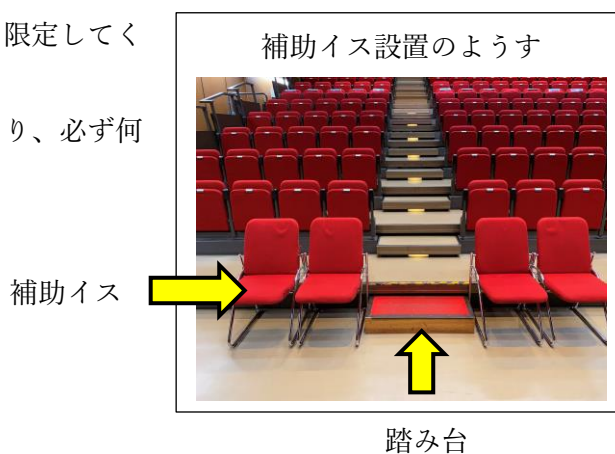 限定してく
補助イス設置のようす
り、必ず何
補助イス
踏み台